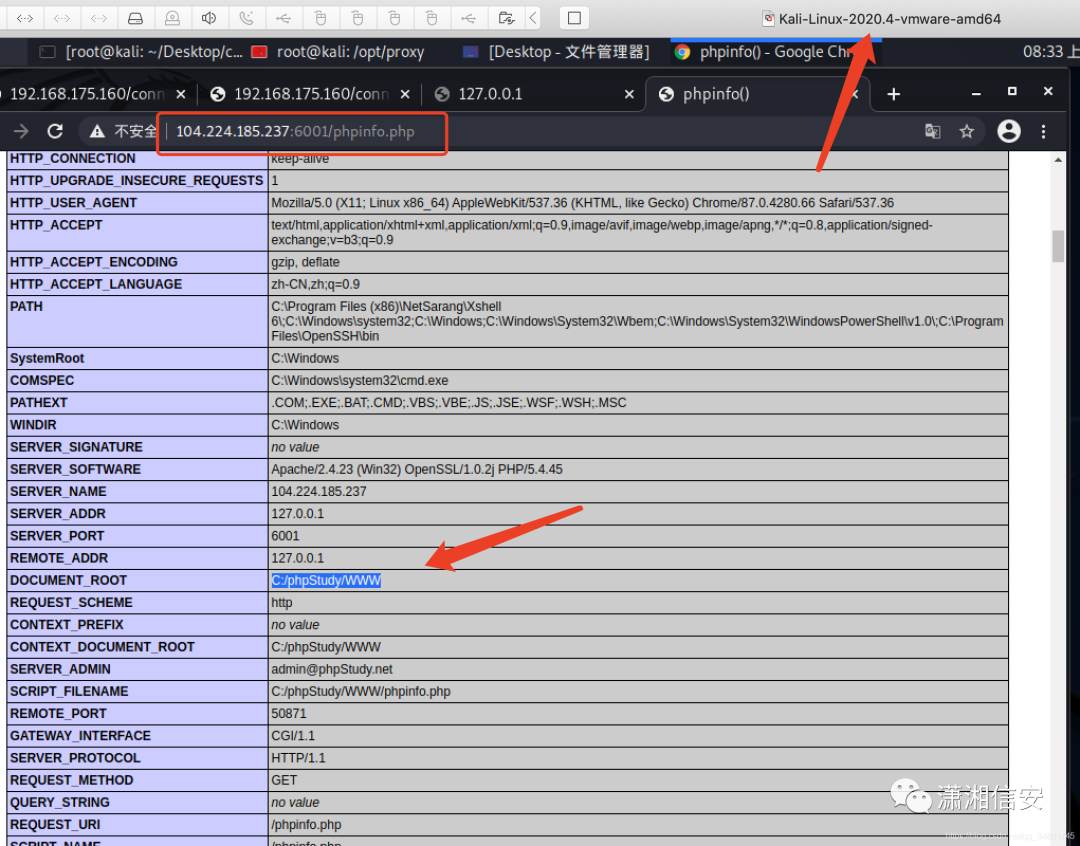 Kali-Linux-2020.4-vmware-amd64
[root@kali: ~/Desktop/c... root@kali: /opt/proxy [Desktop - 文件管理器] phpinfo() - Google Chr 08:33 上
192.168.175.160/conn 192.168.175.160/conn 127.0.0.1 phpinfo()
不安全 104.224.185.237:6001/phpinfo.php
HTTP_CONNECTION keep-alive
HTTP_UPGRADE_INSECURE_REQUESTS 1
HTTP_USER_AGENT Mozilla/5.0 (X11; Linux x86_64) AppleWebKit/537.36 (KHTML, like Gecko) Chrome/87.0.4280.66 Safari/537.36
HTTP_ACCEPT text/html,application/xhtml+xml,application/xml;q=0.9,image/avif,image/webp,image/apng,*/*;q=0.8,application/signed-
exchange;v=b3;q=0.9
HTTP_ACCEPT_ENCODING gzip, deflate
HTTP_ACCEPT_LANGUAGE zh-CN,zh;q=0.9
PATH C:\Program Files (x86)\NetSarang\Xshell
6\;C:\Windows\system32;C:\Windows;C:\Windows\System32\Wbem;C:\Windows\System32\WindowsPowerShell\v1.0\;C:\Program
Files\OpenSSH\bin
SystemRoot C:\Windows
COMSPEC C:\Windows\system32\cmd.exe
PATHEXT .COM;.EXE;.BAT;.CMD;.VBS;.VBE;.JS;.JSE;.WSF;.WSH;.MSC
WINDIR C:\Windows
SERVER_SIGNATURE no value
SERVER_SOFTWARE Apache/2.4.23 (Win32) OpenSSL/1.0.2j PHP/5.4.45
SERVER_NAME 104.224.185.237
SERVER_ADDR 127.0.0.1
SERVER_PORT 6001
REMOTE_ADDR 127.0.0.1
DOCUMENT_ROOT C:/phpStudy/WWW
REQUEST_SCHEME http
CONTEXT_PREFIX no value
CONTEXT_DOCUMENT_ROOT C:/phpStudy/WWW
SERVER_ADMIN admin@phpStudy.net
SCRIPT_FILENAME C:/phpStudy/WWW/phpinfo.php
REMOTE_PORT 50871
GATEWAY_INTERFACE CGI/1.1
SERVER_PROTOCOL HTTP/1.1
REQUEST_METHOD GET
QUERY_STRING no value
REQUEST_URI /phpinfo.php
SCRIPT_NAME /phpinfo.php
潇湘信安